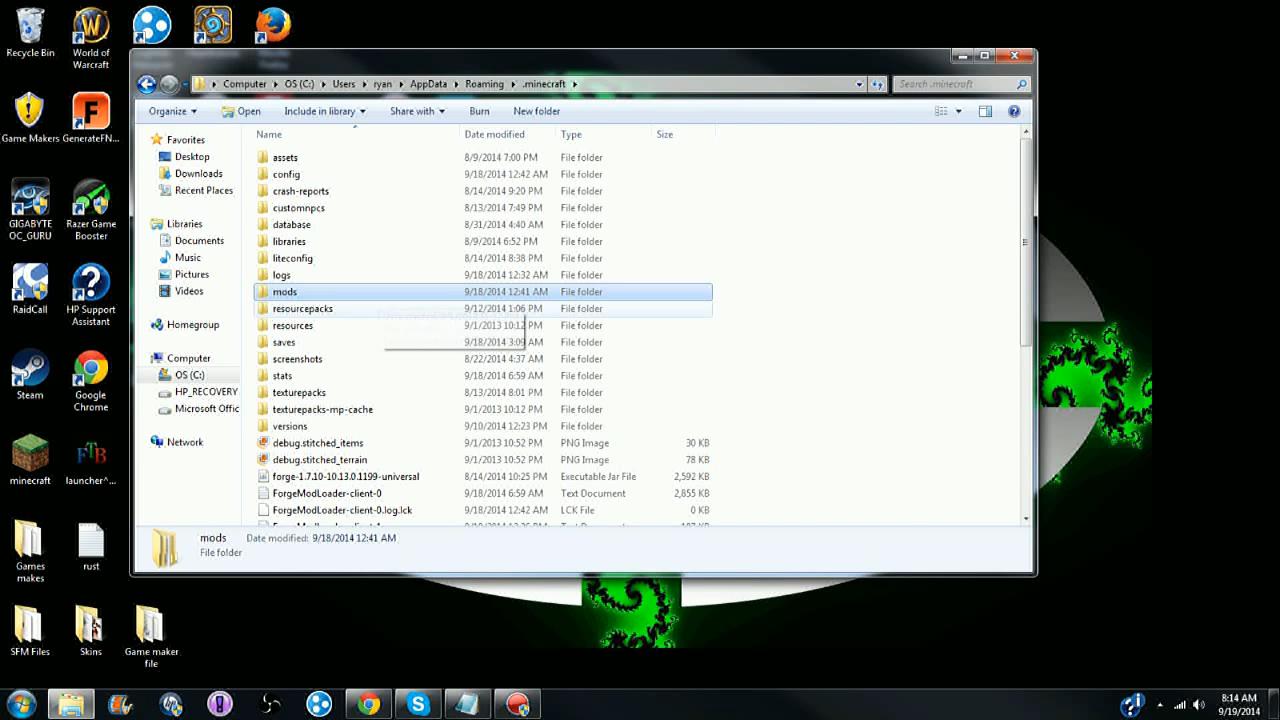 Recycle Bin
World of Warcraft
Game Makers
GenerateFN...
GIGABYTE OC_GURU
Razer Game Booster
RaidCall
HP Support Assistant
Steam
Google Chrome
minecraft
FTB
launcher^...
Games makes
rust
SFM Files
Skins
Game maker file
Computer OS (C:) Users ryan AppData Roaming .minecraft
Search .minecraft
Organize Open Include in library Share with Burn New folder
Favorites
Desktop
Downloads
Recent Places
Libraries
Documents
Music
Pictures
Videos
Homegroup
Computer
OS (C:)
HP_RECOVERY
Microsoft Offic
Network
Name Date modified Type Size
assets 8/9/2014 7:00 PM File folder
config 9/18/2014 12:42 AM File folder
crash-reports 8/14/2014 9:20 PM File folder
customnpcs 8/13/2014 7:49 PM File folder
database 8/31/2014 4:40 AM File folder
libraries 8/9/2014 6:52 PM File folder
liteconfig 8/14/2014 8:38 PM File folder
logs 9/18/2014 12:32 AM File folder
mods 9/18/2014 12:41 AM File folder
resourcepacks 9/12/2014 1:06 PM File folder
resources 9/1/2013 10:12 PM File folder
saves 9/18/2014 3:09 AM File folder
screenshots 8/22/2014 4:37 AM File folder
stats 9/18/2014 6:59 AM File folder
texturepacks 8/13/2014 8:01 PM File folder
texturepacks-mp-cache 9/1/2013 10:12 PM File folder
versions 9/10/2014 12:23 PM File folder
debug.stitched_items 9/1/2013 10:52 PM PNG Image 30 KB
debug.stitched_terrain 9/1/2013 10:52 PM PNG Image 78 KB
forge-1.7.10-10.13.0.1199-universal 8/14/2014 10:25 PM Executable Jar File 2,592 KB
ForgeModLoader-client-0 9/18/2014 6:59 AM Text Document 2,855 KB
ForgeModLoader-client-0.log.lck 9/18/2014 12:42 AM LCK File 0 KB
mods Date modified: 9/18/2014 12:41 AM
File folder
8:14 AM
9/19/2014